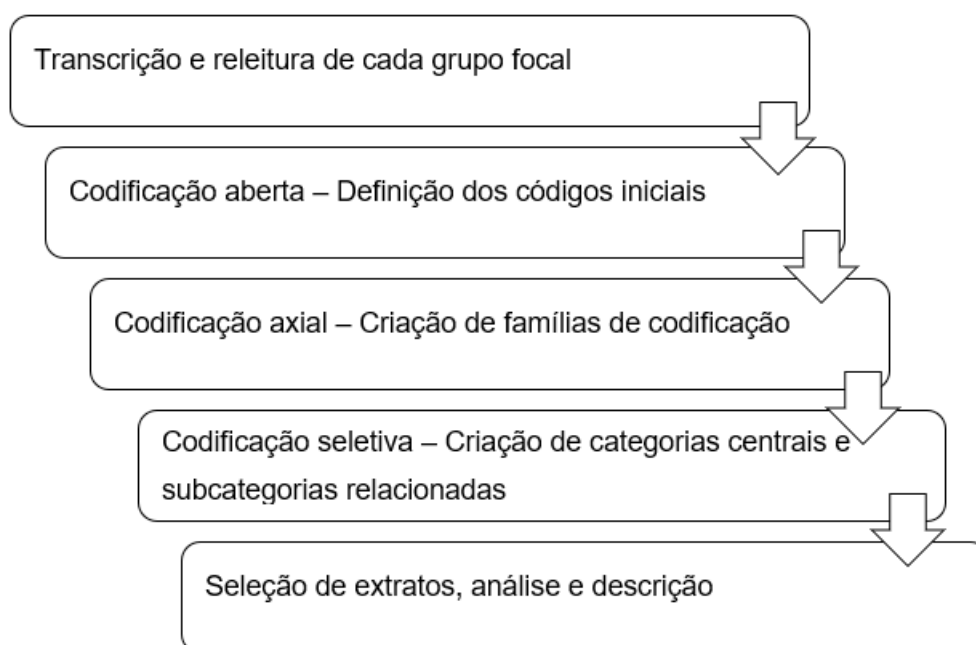 Transcrição e releitura de cada grupo focal
Codificação aberta – Definição dos códigos iniciais
Codificação axial – Criação de famílias de codificação
Codificação seletiva – Criação de categorias centrais e
subcategorias relacionadas
Seleção de extratos, análise e descrição